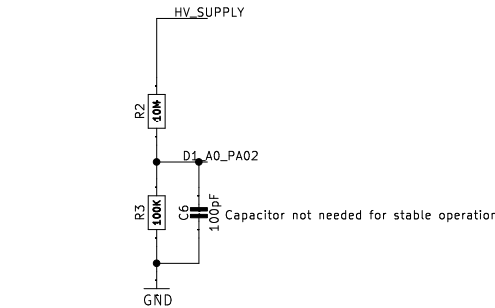 HV_SUPPLY
R2
10M
D1_A0_PA02
R3
100K
C6
100pF
Capacitor not needed for stable operation
GND